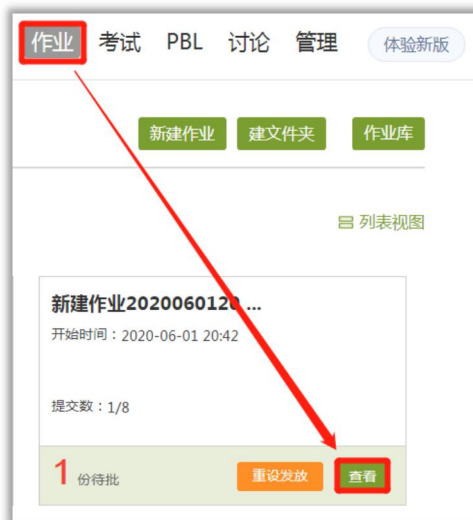 作业 考试 PBL 讨论 管理 体验新版
新建作业 建文件夹 作业库
列表视图
新建作业2020060120 ...
开始时间：2020-06-01 20:42
提交数：1/8
1 份待批 重设发放 查看